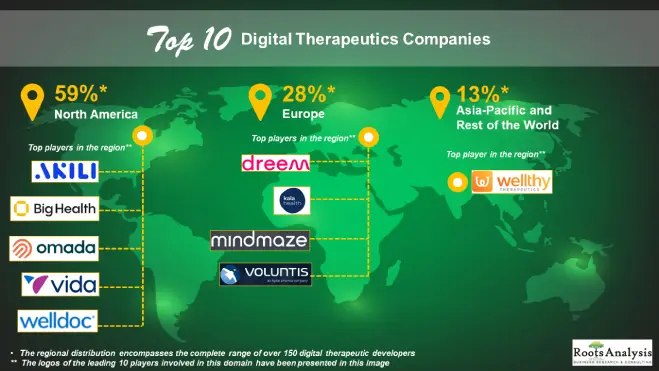 Top 10 Digital Therapeutics Companies
59%*
North America
Top players in the region**
AKILI
Big Health
omada
vida
welldoc
28%*
Europe
Top players in the region**
dreem
kala
health
mindmaze
VOLUNTIS
13%*
Asia-Pacific and
Rest of the World
Top player in the region**
wellthy
THERAPEUTICS
• The regional distribution encompasses the complete range of over 150 digital therapeutic developers
** The logos of the leading 10 players involved in this domain have been presented in this image
Roots Analysis
BUSINESS RESEARCH & CONSULTING